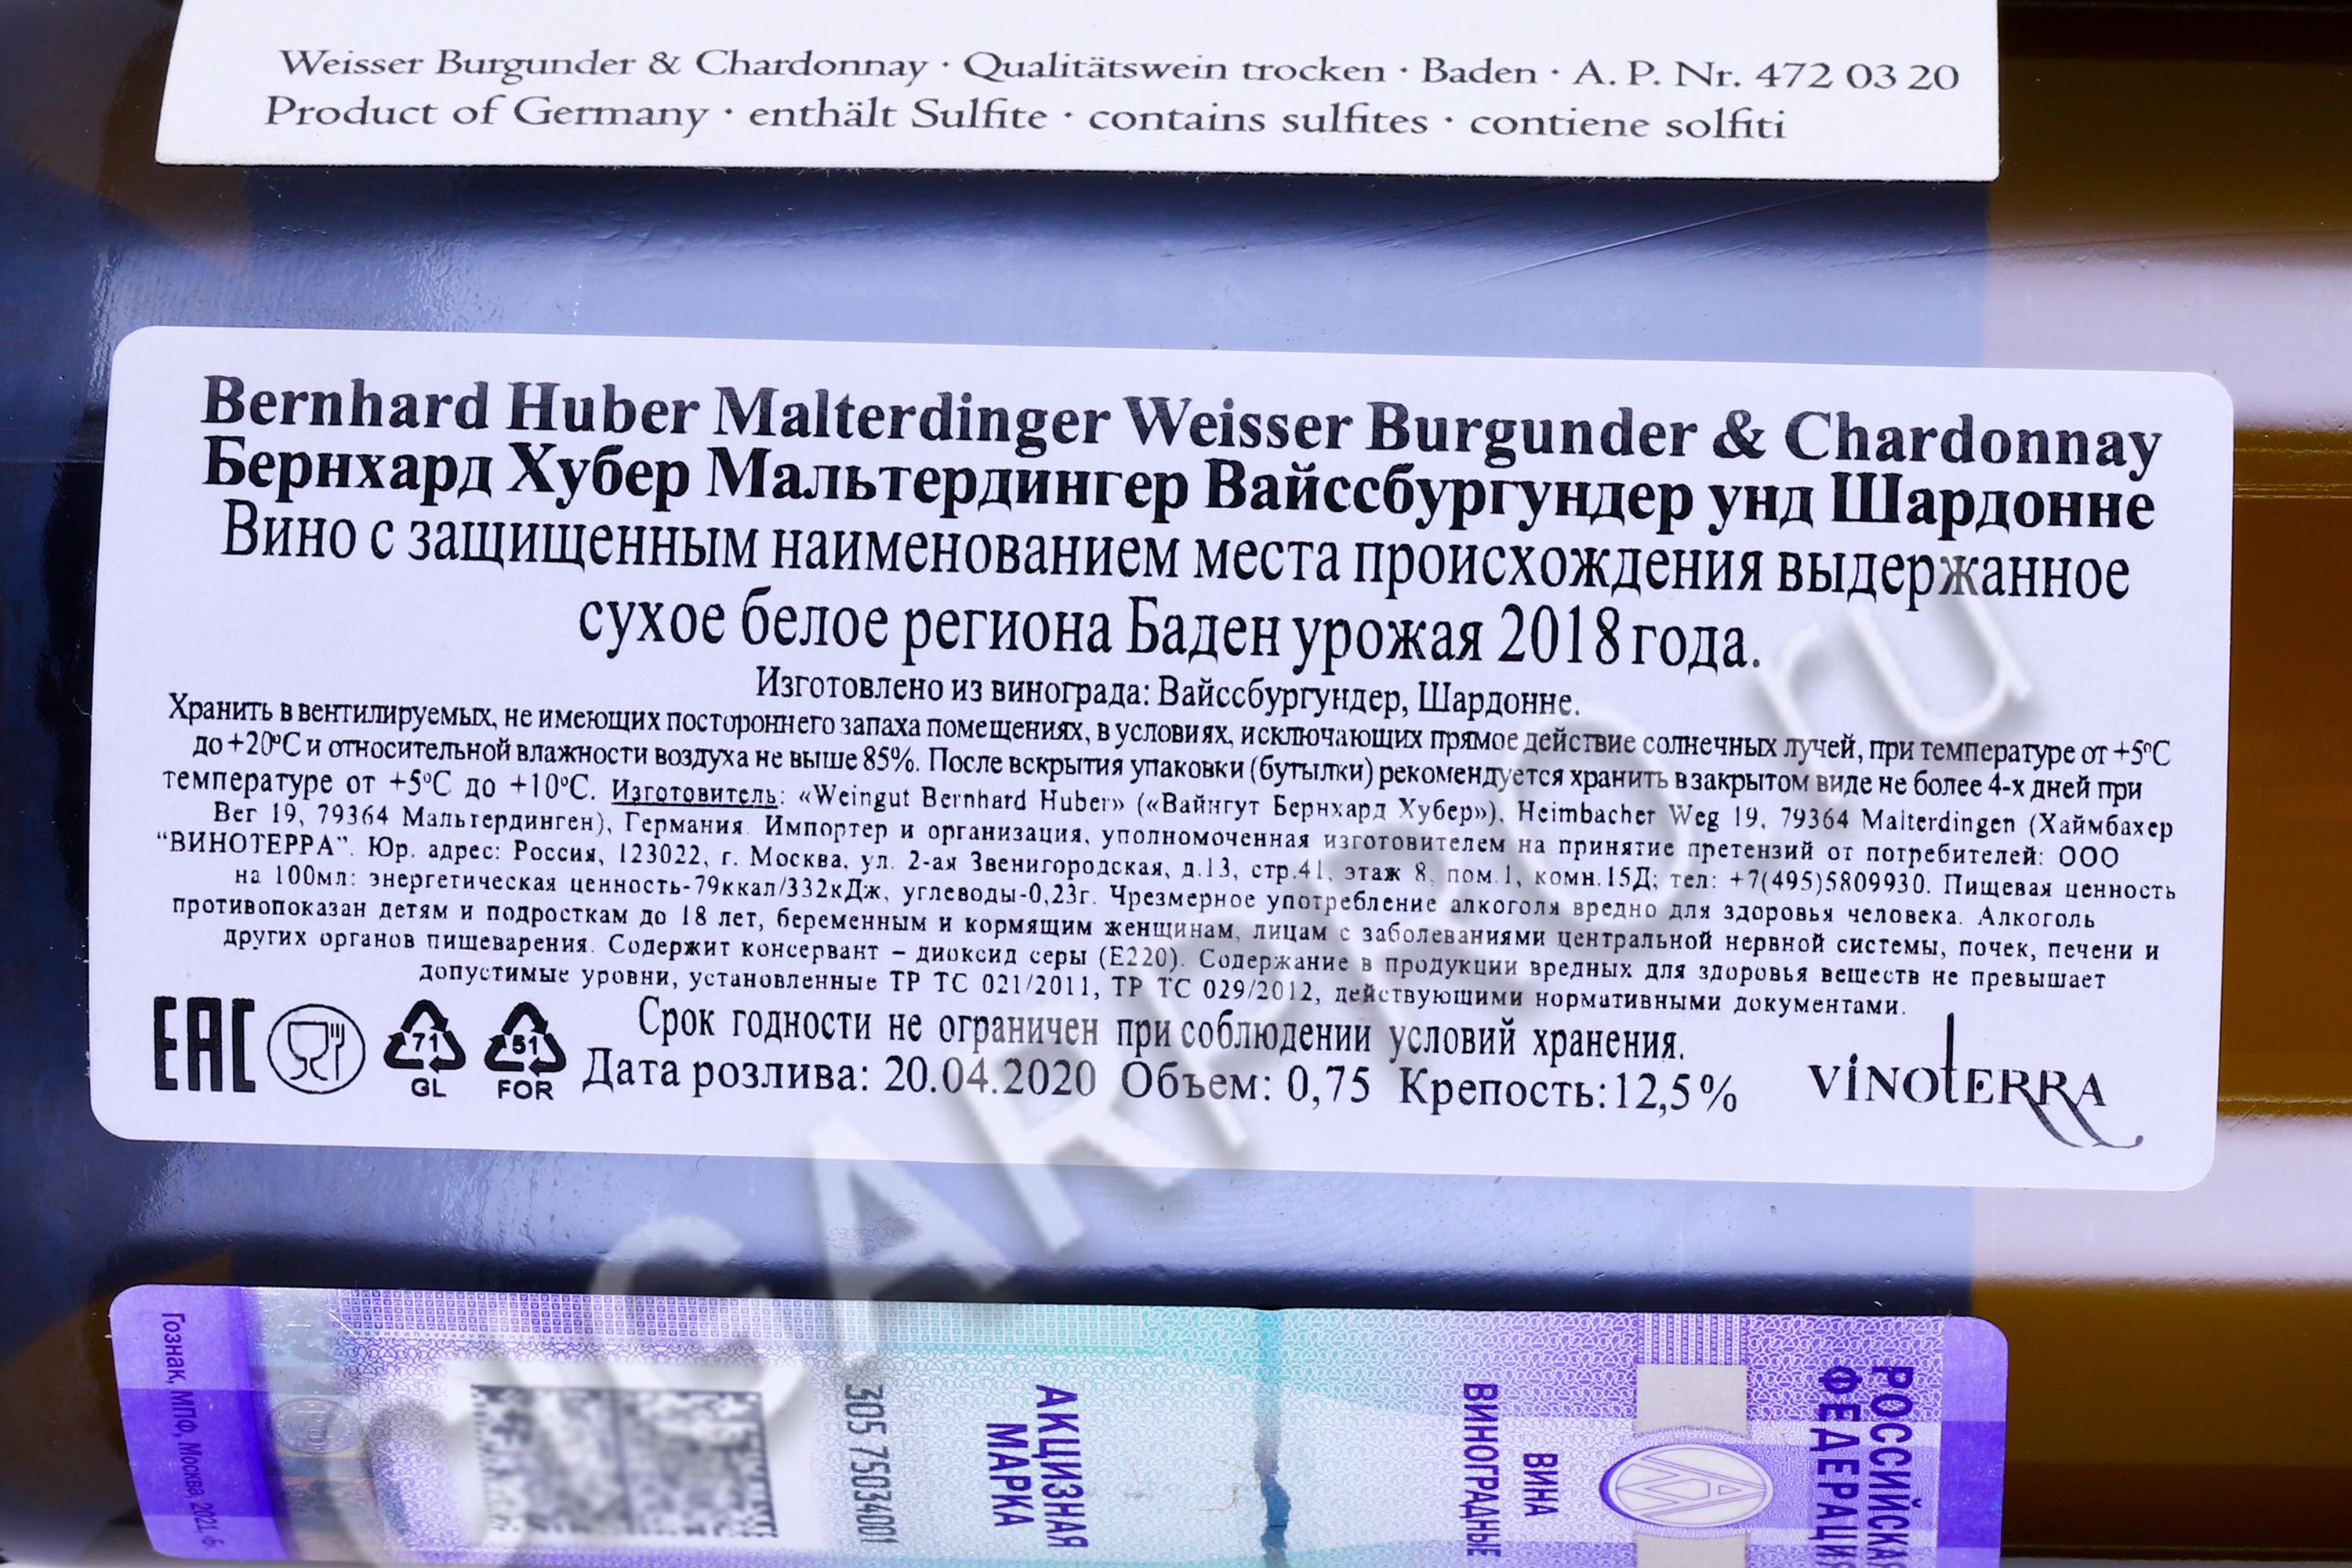 Weisser Burgunder & Chardonnay · Qualitätswein trocken · Baden · A. P. Nr. 472 03 20
Product of Germany · enthält Sulfite · contains sulfites · contiene solfiti
Bernhard Huber Malterdinger Weisser Burgunder & Chardonnay
Бернхард Хубер Мальтердингер Вайссбургундер унд Шардонне
Вино с защищенным наименованием места происхождения выдержанное
сухое белое региона Баден урожая 2018 года.
Изготовлено из винограда: Вайссбургундер, Шардонне.
Хранить в вентилируемых, не имеющих постороннего запаха помещениях, в условиях, исключающих прямое действие солнечных лучей, при температуре от +5ºС
до +20ºС и относительной влажности воздуха не выше 85%. После вскрытия упаковки (бутылки) рекомендуется хранить в закрытом виде не более 4-х дней при
температуре от +5ºС до +10ºС. Изготовитель: «Weingut Bernhard Huber» («Вайнгут Бернхард Хубер»), Heimbacher Weg 19, 79364 Malterdingen (Хаймбахер
Вег 19, 79364 Мальтердинген), Германия. Импортер и организация, уполномоченная изготовителем на принятие претензий от потребителей: ООО
“ВИНОТЕРРА”. Юр. адрес: Россия, 123022, г. Москва, ул. 2-ая Звенигородская, д.13, стр.41, этаж 8, пом.1, комн.15Д; тел: +7(495)5809930. Пищевая ценность
на 100мл: энергетическая ценность-79ккал/332кДж, углеводы-0,23г. Чрезмерное употребление алкоголя вредно для здоровья человека. Алкоголь
противопоказан детям и подросткам до 18 лет, беременным и кормящим женщинам, лицам с заболеваниями центральной нервной системы, почек, печени и
других органов пищеварения. Содержит консервант – диоксид серы (Е220). Содержание в продукции вредных для здоровья веществ не превышает
допустимые уровни, установленные ТР ТС 021/2011, ТР ТС 029/2012, действующими нормативными документами.
Срок годности не ограничен при соблюдении условий хранения.
Дата розлива: 20.04.2020 Объем: 0,75 Крепость:12,5%
EAC
71
GL
51
FOR
VINOTERRA
CIGARPRO.ru
Гознак, МПФ, Москва, 2021, б.
305 75034001
АКЦИЗНАЯ
МАРКА
ВИНА
ВИНОГРАДНЫЕ
РОССИЙСКАЯ
ФЕДЕРАЦИЯ